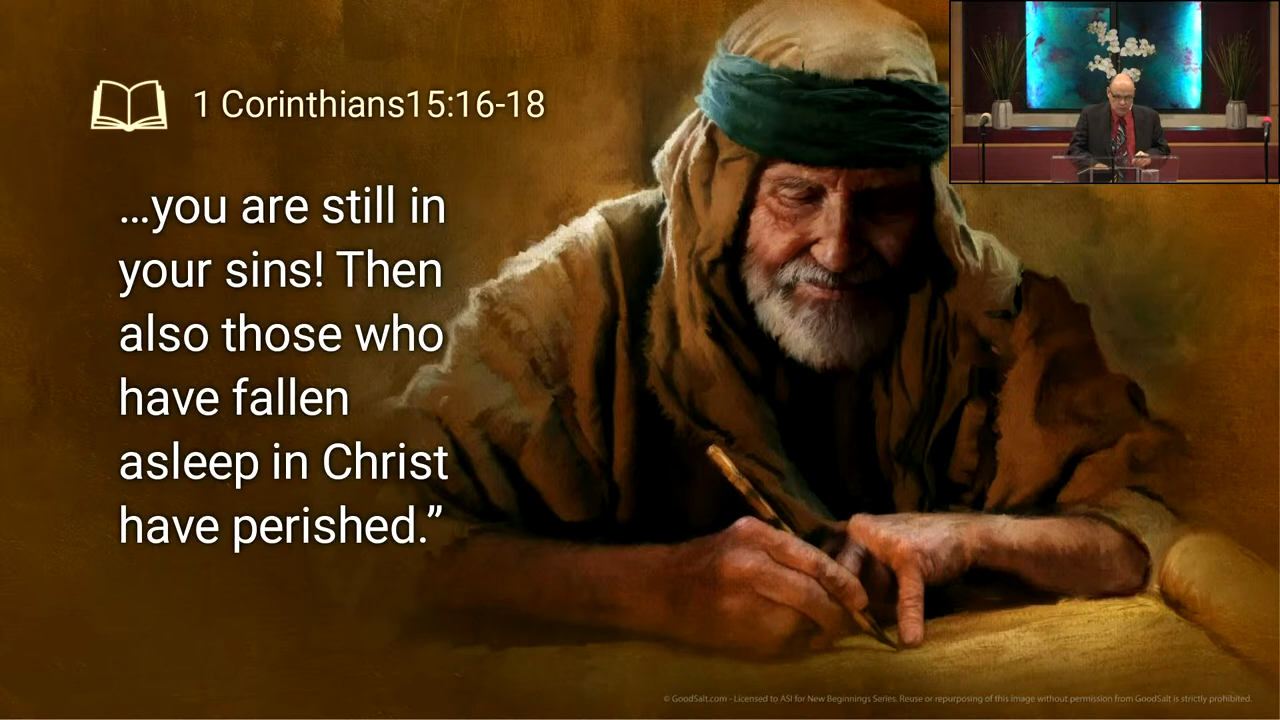 1 Corinthians15:16-18
…you are still in
your sins! Then
also those who
have fallen
asleep in Christ
have perished.”
© GoodSalt.com - Licensed to ASI for New Beginnings Series. Reuse or repurposing of this image without permission from GoodSalt is strictly prohibited.